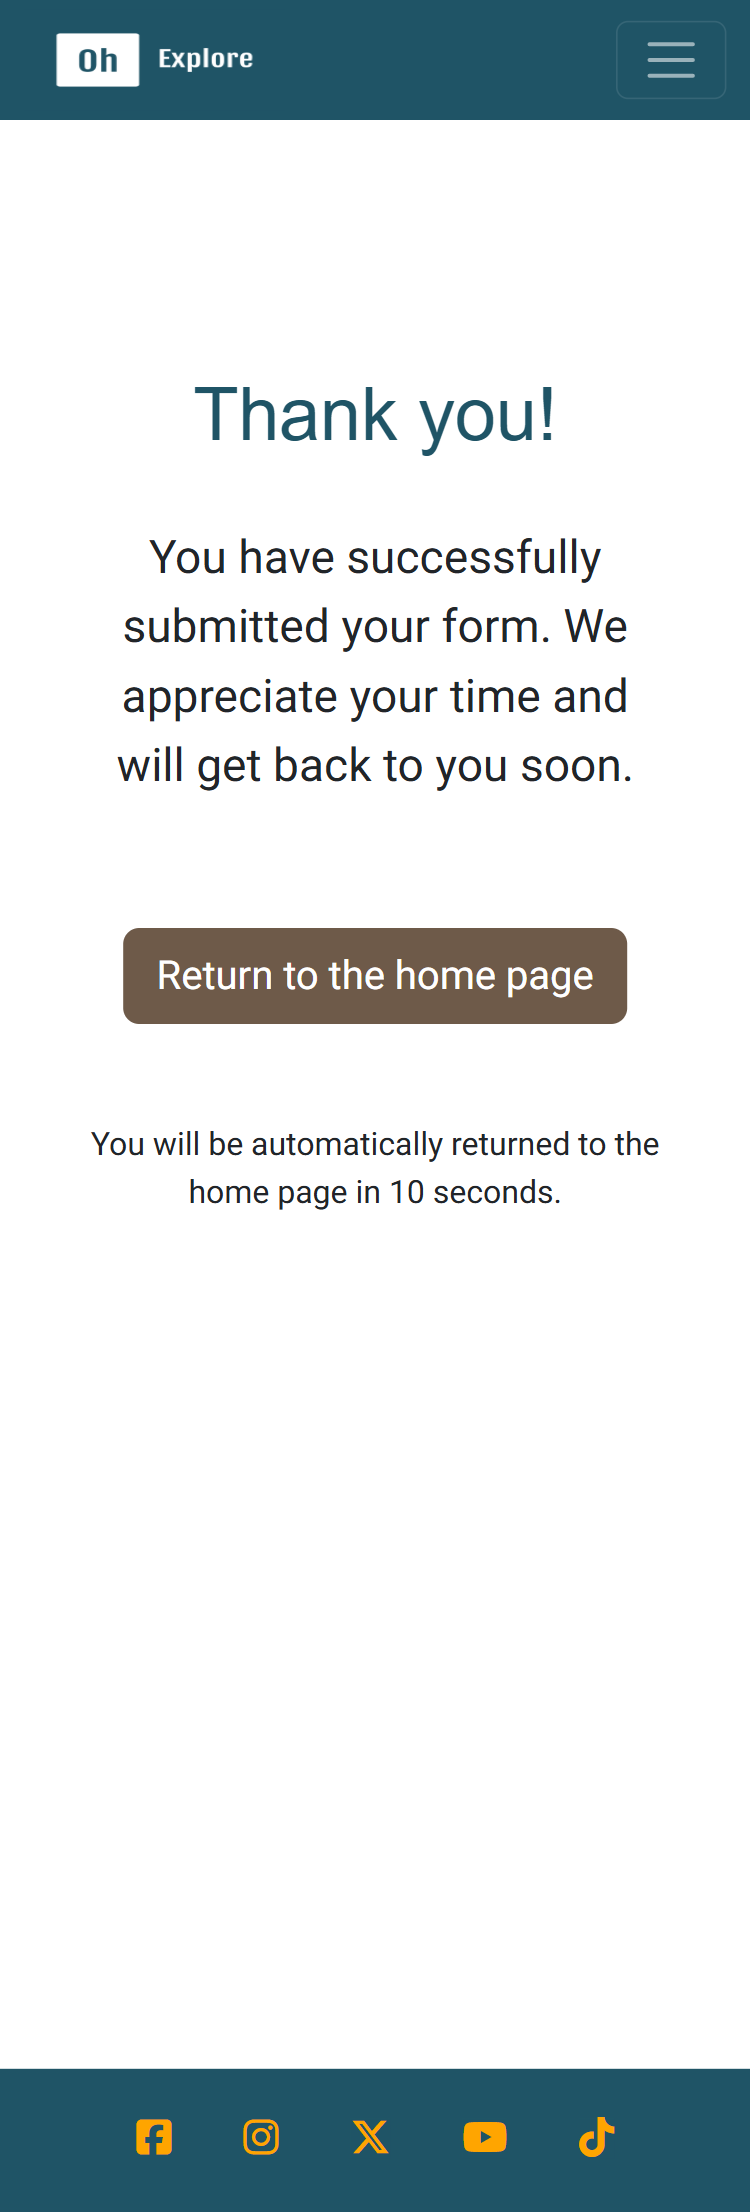 Oh Explore
Thank you!
You have successfully
submitted your form. We
appreciate your time and
will get back to you soon.
Return to the home page
You will be automatically returned to the
home page in 10 seconds.